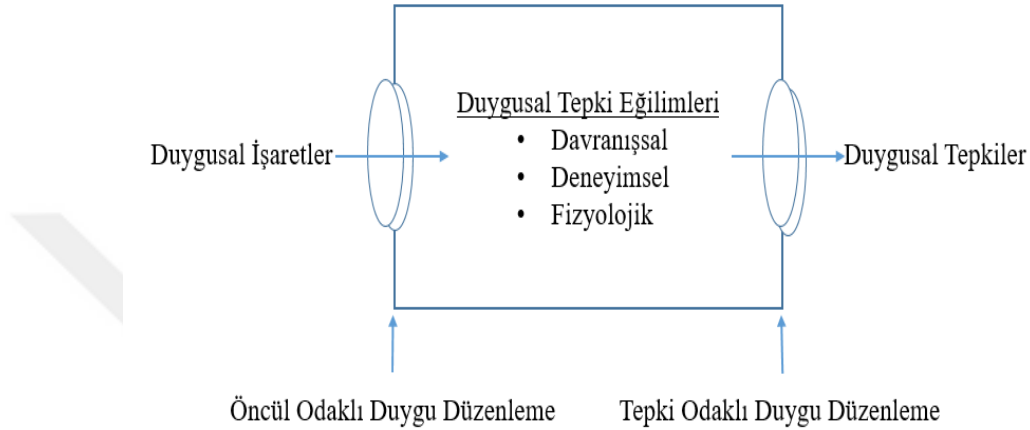 Duygusal Tepki Eğilimleri
• Davranışsal
Duygusal İşaretler
Duygusal Tepkiler
• Deneyimsel
• Fizyolojik
Öncül Odaklı Duygu Düzenleme
Tepki Odaklı Duygu Düzenleme